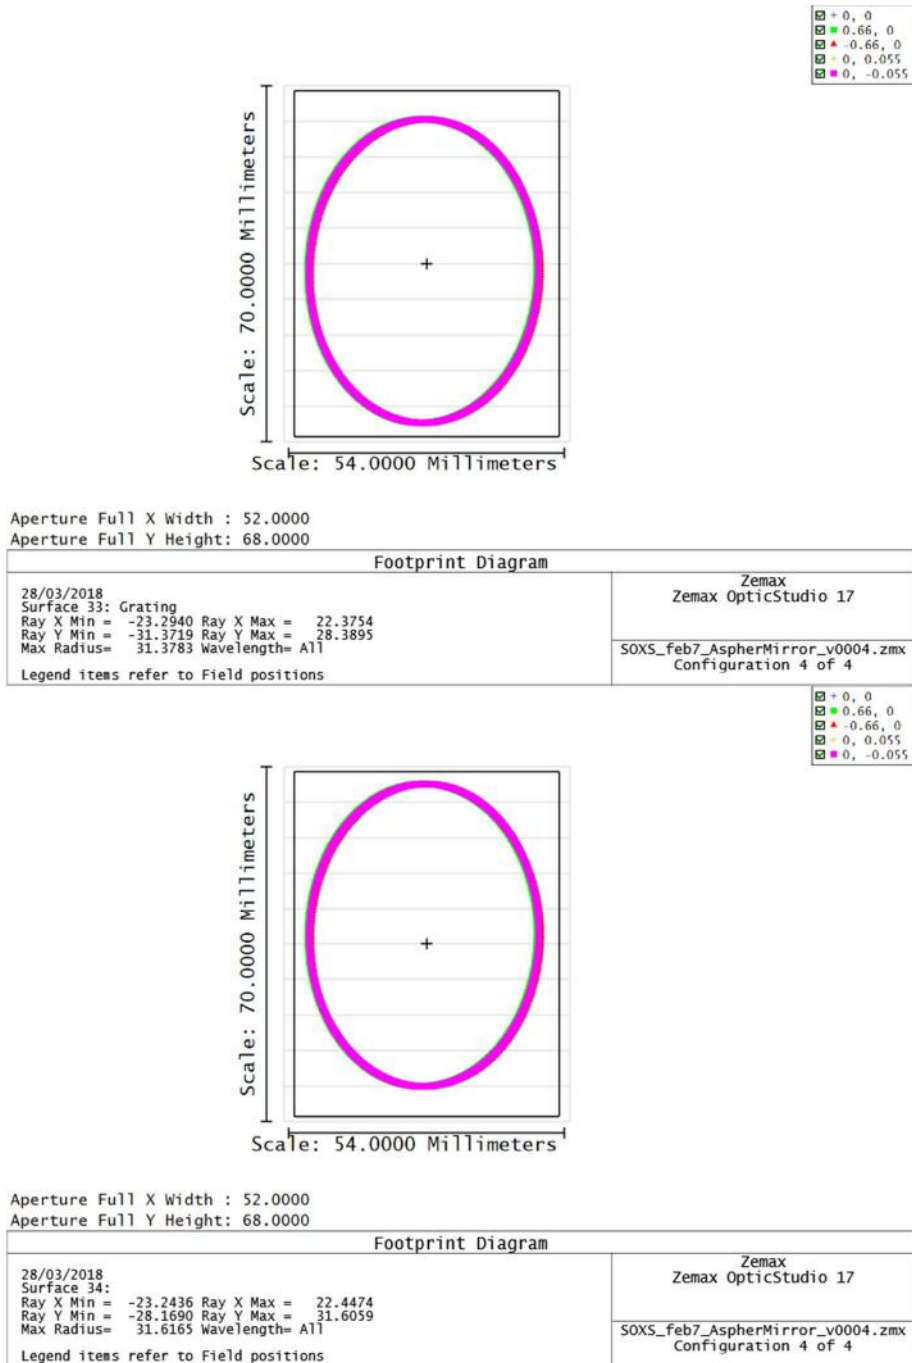 0, 0
0.66, 0
-0.66, 0
0, 0.055
0, -0.055
Scale: 70.0000 Millimeters
Scale: 54.0000 Millimeters
Aperture Full X Width : 52.0000
Aperture Full Y Height: 68.0000
Footprint Diagram
28/03/2018
Surface 33: Grating
Ray X Min = -23.2940 Ray X Max = 22.3754
Ray Y Min = -31.3719 Ray Y Max = 28.3895
Max Radius= 31.3783 Wavelength= All
Legend items refer to Field positions
Zemax
Zemax OpticStudio 17
SOXS_feb7_AspherMirror_v0004.zmx
Configuration 4 of 4
0, 0
0.66, 0
-0.66, 0
0, 0.055
0, -0.055
Scale: 70.0000 Millimeters
Scale: 54.0000 Millimeters
Aperture Full X Width : 52.0000
Aperture Full Y Height: 68.0000
Footprint Diagram
28/03/2018
Surface 34:
Ray X Min = -23.2436 Ray X Max = 22.4474
Ray Y Min = -28.1690 Ray Y Max = 31.6059
Max Radius= 31.6165 Wavelength= All
Legend items refer to Field positions
Zemax
Zemax OpticStudio 17
SOXS_feb7_AspherMirror_v0004.zmx
Configuration 4 of 4